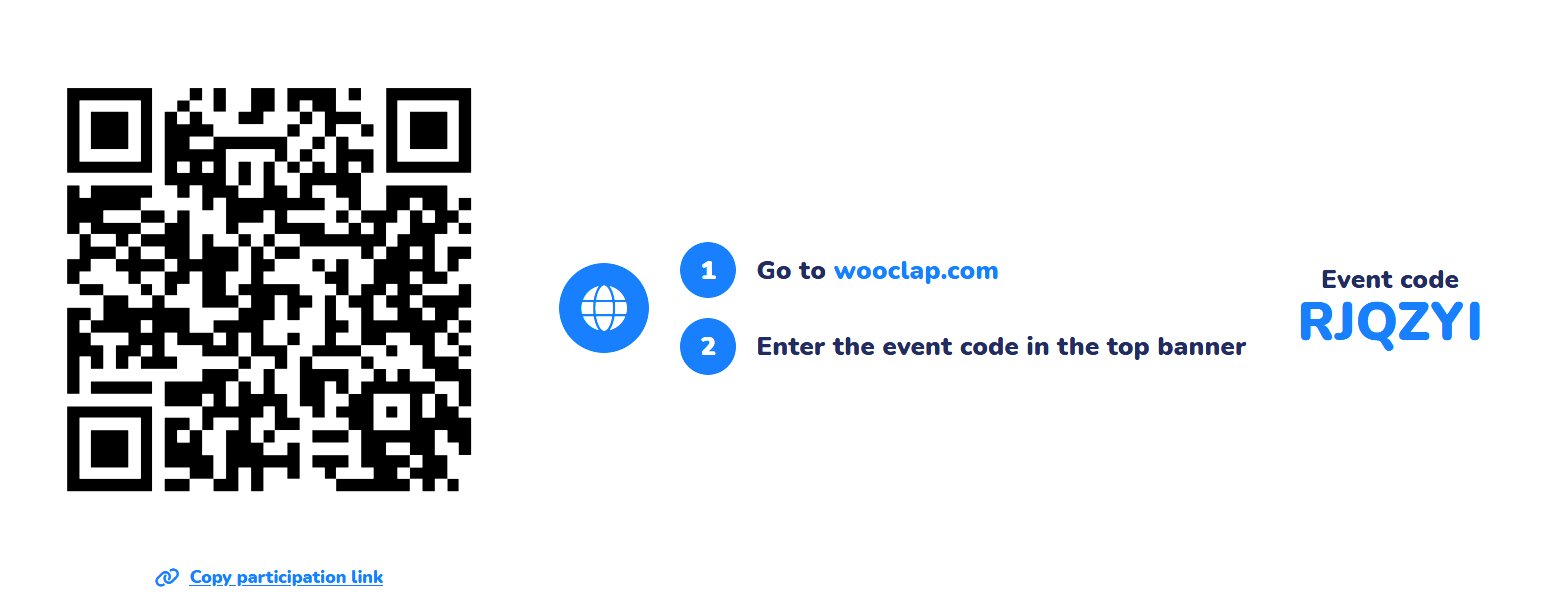 1 Go to wooclap.com
2 Enter the event code in the top banner
Event code
RJQZYI
Copy participation link